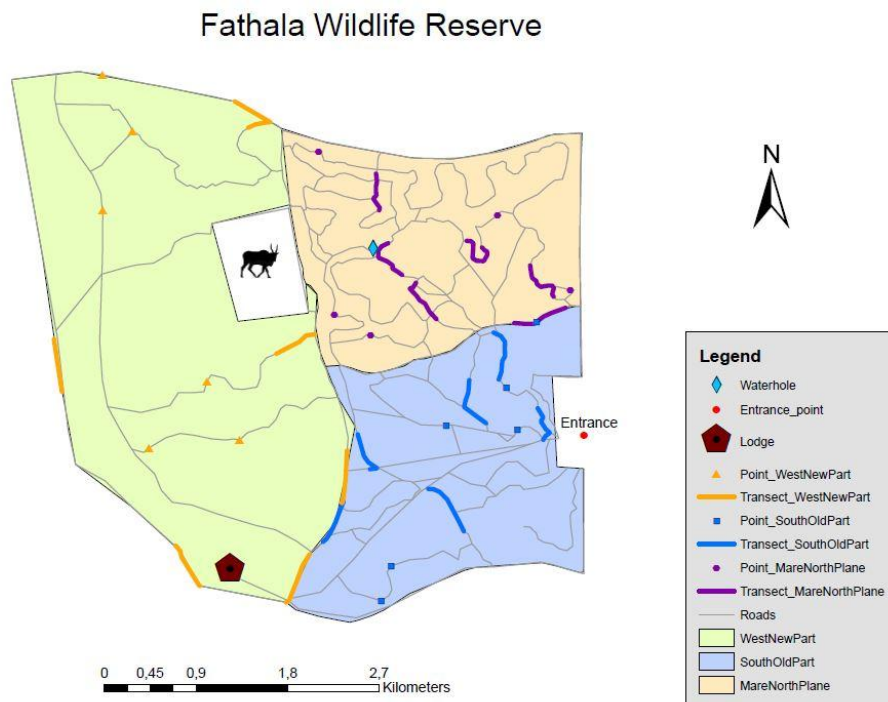 Fathala Wildlife Reserve
N
Entrance
Legend
Waterhole
Entrance_point
Lodge
Point_WestNewPart
Transect_WestNewPart
Point_SouthOldPart
Transect_SouthOldPart
Point_MareNorthPlane
Transect_MareNorthPlane
Roads
WestNewPart
SouthOldPart
MareNorthPlane
0 0,45 0,9 1,8 2,7
Kilometers